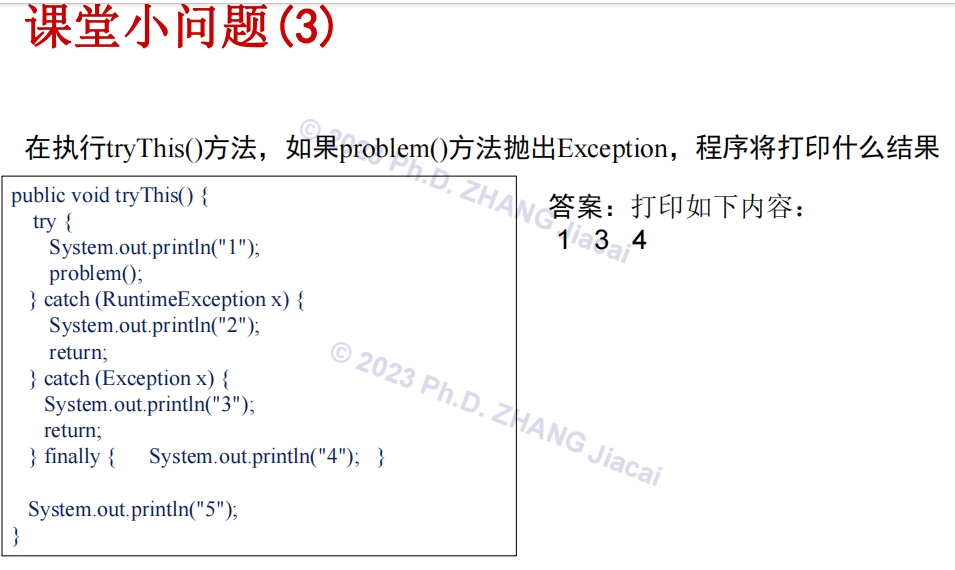 课堂小问题(3)
在执行tryThis()方法，如果problem()方法抛出Exception，程序将打印什么结果
public void tryThis() {
try {
System.out.println("1");
problem();
} catch (RuntimeException x) {
System.out.println("2");
return;
} catch (Exception x) {
System.out.println("3");
return;
} finally { System.out.println("4"); }
System.out.println("5");
}
答案：打印如下内容：
1 3 4
© 2023 Ph.D. ZHANG Jiacai
© 2023 Ph.D. ZHANG Jiacai